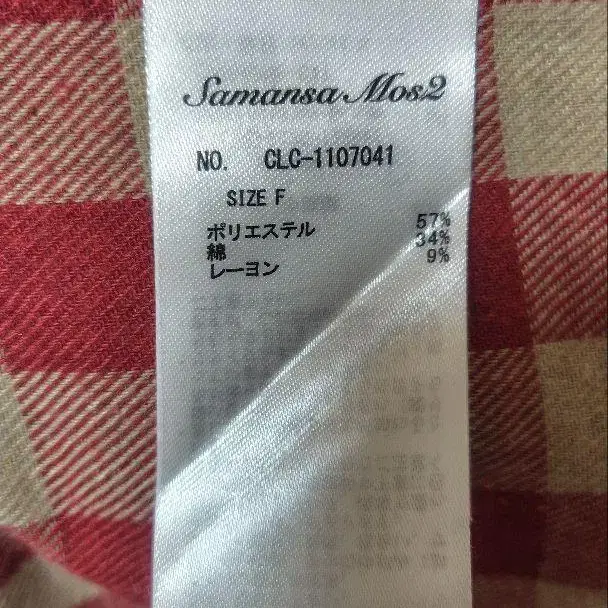 Samansa Mos2
NO. CLC-1107041
SIZE F
ポリエステル 57%
綿 34%
レーヨン 9%